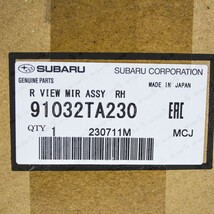 SUBARU SUBARU CORPORATION
GENUINE PARTS MADE IN JAPAN
R VIEW MIR ASSY RH
91032TA230 EAC
QTY 1 230711M MCJ